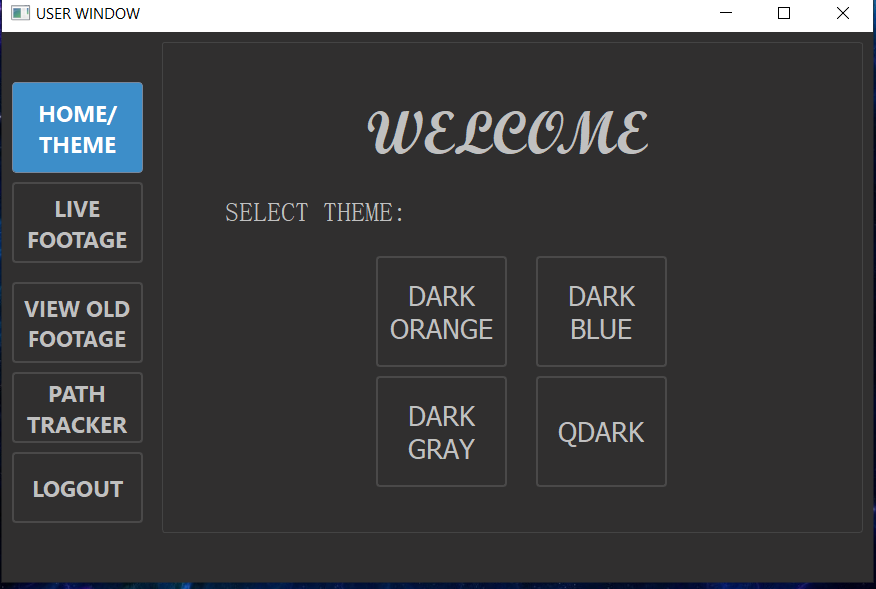 USER WINDOW
HOME/
THEME
LIVE
FOOTAGE
VIEW OLD
FOOTAGE
PATH
TRACKER
LOGOUT
WELCOME
SELECT THEME:
DARK
ORANGE
DARK
BLUE
DARK
GRAY
QDARK